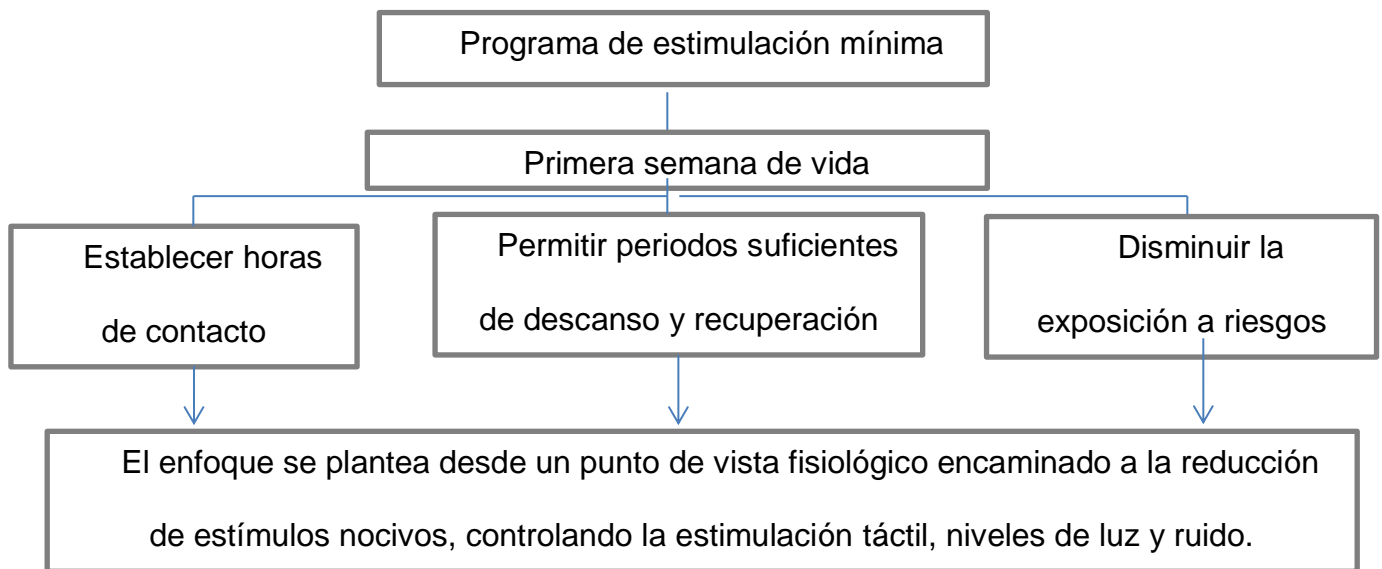 Programa de estimulación mínima
Primera semana de vida
Establecer horas
de contacto
Permitir periodos suficientes
de descanso y recuperación
Disminuir la
exposición a riesgos
El enfoque se plantea desde un punto de vista fisiológico encaminado a la reducción
de estímulos nocivos, controlando la estimulación táctil, niveles de luz y ruido.